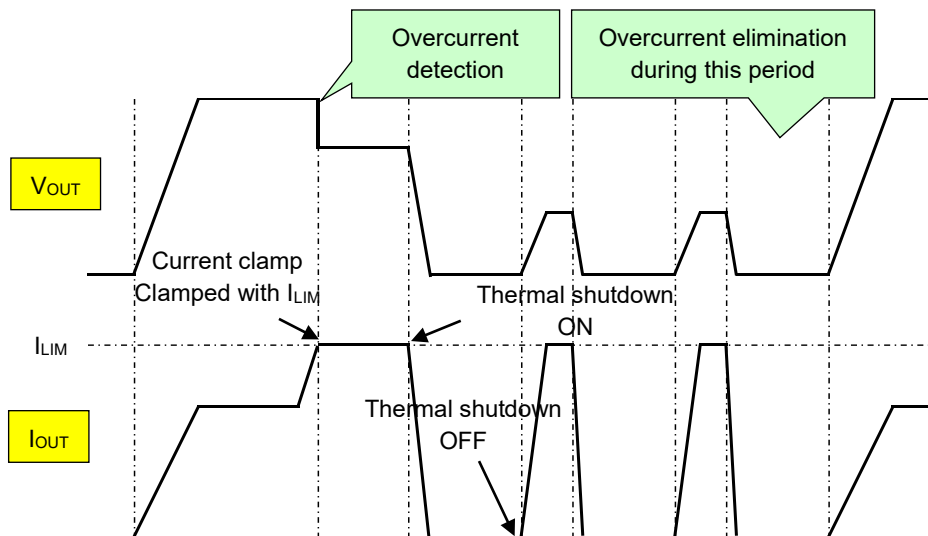 Overcurrent
detection
Overcurrent elimination
during this period
VOUT
Current clamp
Clamped with ILIM
Thermal shutdown
ON
ILIM
Thermal shutdown
OFF
IOUT